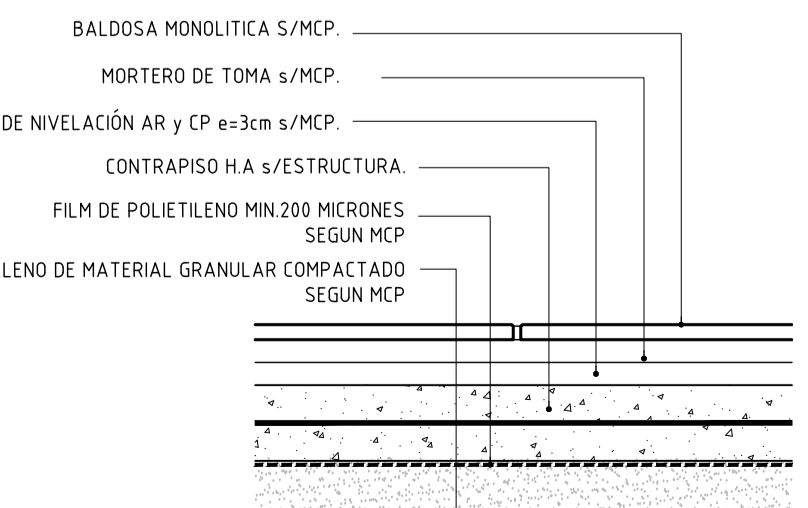 BALDOSA MONOLITICA S/MCP.
MORTERO DE TOMA s/MCP.
DE NIVELACIÓN AR y CP e=3cm s/MCP.
CONTRAPISO H.A s/ESTRUCTURA.
FILM DE POLIETILENO MIN.200 MICRONES
SEGUN MCP
LENO DE MATERIAL GRANULAR COMPACTADO
SEGUN MCP